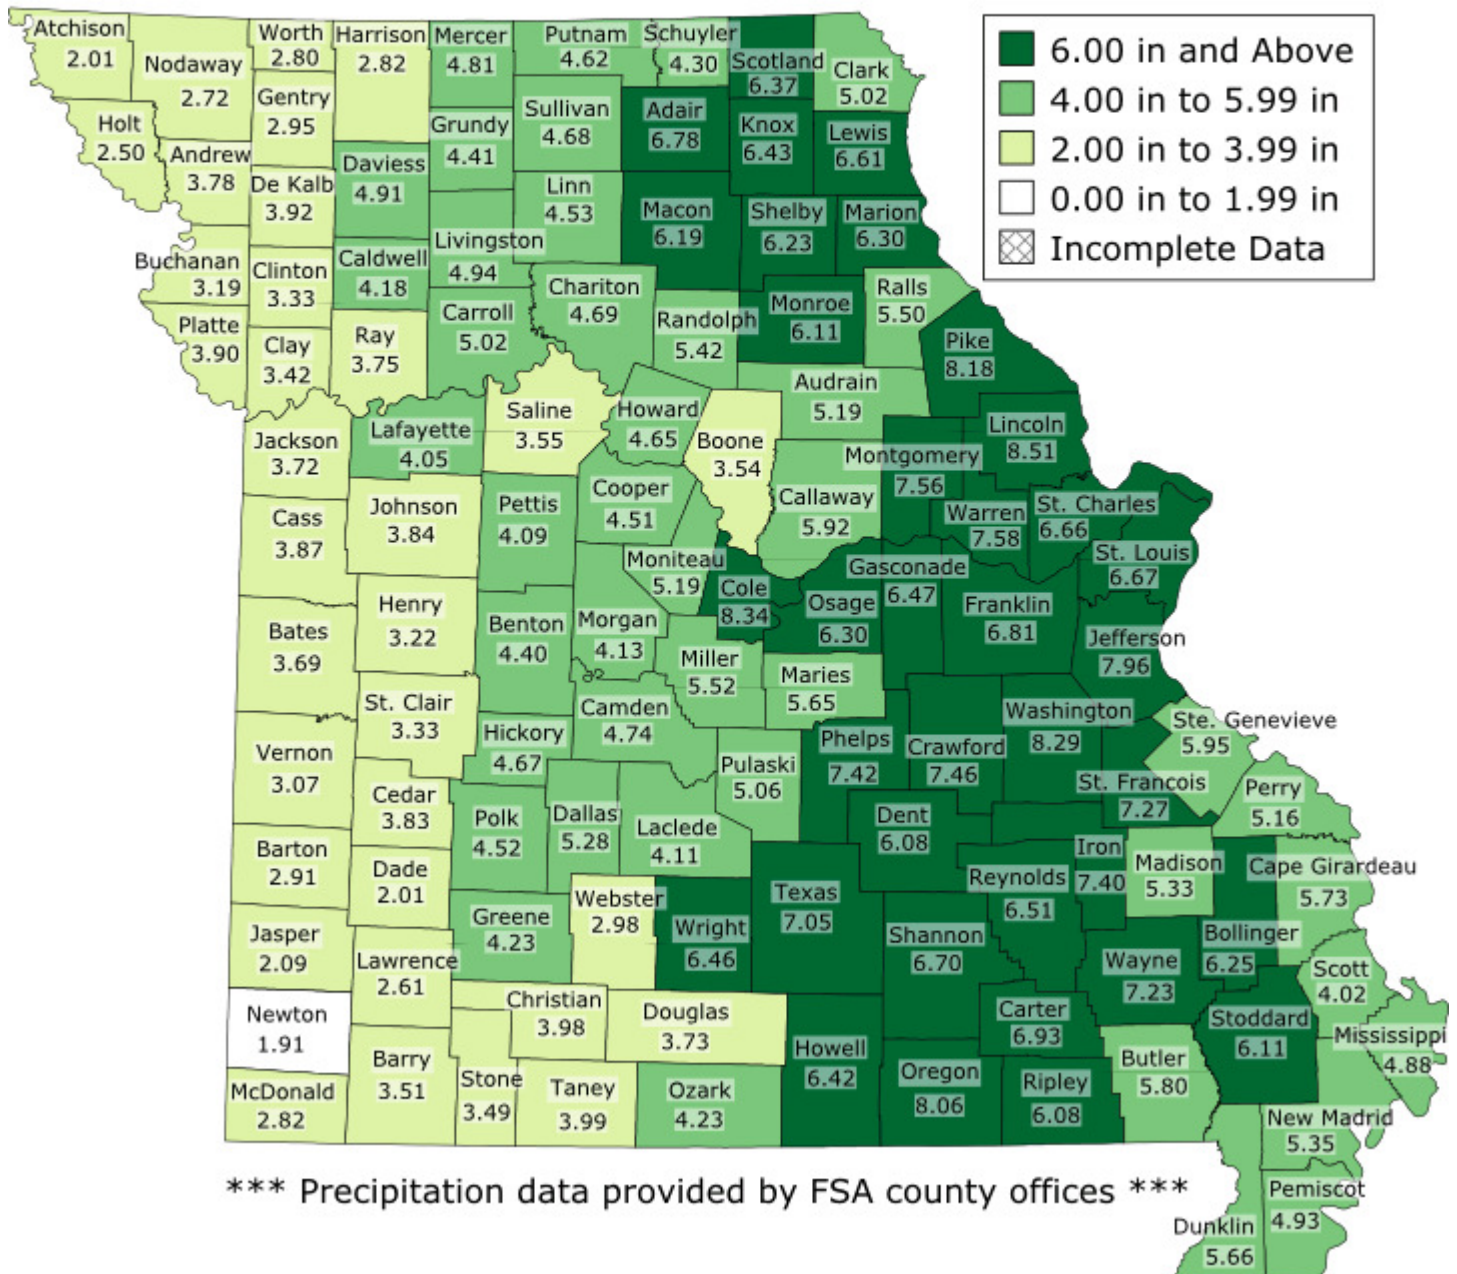 Atchison
2.01
Nodaway
2.72
Worth
2.80
Harrison
2.82
Mercer
4.81
Putnam
4.62
Schuyler
4.30
Scotland
6.37
Clark
5.02
6.00 in and Above
4.00 in to 5.99 in
2.00 in to 3.99 in
0.00 in to 1.99 in
Incomplete Data
Holt
2.50
Andrew
3.78
Gentry
2.95
De Kalb
3.92
Daviess
4.91
Grundy
4.41
Sullivan
4.68
Adair
6.78
Knox
6.43
Lewis
6.61
Linn
4.53
Macon
6.19
Shelby
6.23
Marion
6.30
Buchanan
3.19
Clinton
3.33
Caldwell
4.18
Livingston
4.94
Chariton
4.69
Randolph
5.42
Monroe
6.11
Ralls
5.50
Platte
3.90
Clay
3.42
Ray
3.75
Carroll
5.02
Pike
8.18
Audrain
5.19
Jackson
3.72
Lafayette
4.05
Saline
3.55
Howard
4.65
Boone
3.54
Callaway
5.92
Montgomery
7.56
Lincoln
8.51
Warren
7.58
St. Charles
6.66
St. Louis
6.67
Cass
3.87
Johnson
3.84
Pettis
4.09
Cooper
4.51
Moniteau
5.19
Cole
8.34
Osage
6.30
Gasconade
6.47
Franklin
6.81
Jefferson
7.96
Bates
3.69
Henry
3.22
Benton
4.40
Morgan
4.13
Miller
5.52
Maries
5.65
St. Clair
3.33
Hickory
4.67
Camden
4.74
Pulaski
5.06
Phelps
7.42
Crawford
7.46
Washington
8.29
Ste. Genevieve
5.95
St. Francois
7.27
Perry
5.16
Vernon
3.07
Cedar
3.83
Polk
4.52
Dallas
5.28
Laclede
4.11
Dent
6.08
Iron
7.40
Madison
5.33
Cape Girardeau
5.73
Barton
2.91
Dade
2.01
Greene
4.23
Webster
2.98
Wright
6.46
Texas
7.05
Shannon
6.70
Reynolds
6.51
Wayne
7.23
Bollinger
6.25
Scott
4.02
Jasper
2.09
Lawrence
2.61
Christian
3.98
Douglas
3.73
Howell
6.42
Carter
6.93
Stoddard
6.11
Mississippi
4.88
Newton
1.91
Barry
3.51
Stone
3.49
Taney
3.99
Ozark
4.23
Oregon
8.06
Ripley
6.08
Butler
5.80
McDonald
2.82
New Madrid
5.35
*** Precipitation data provided by FSA county offices ***
Pemiscot
4.93
Dunklin
5.66